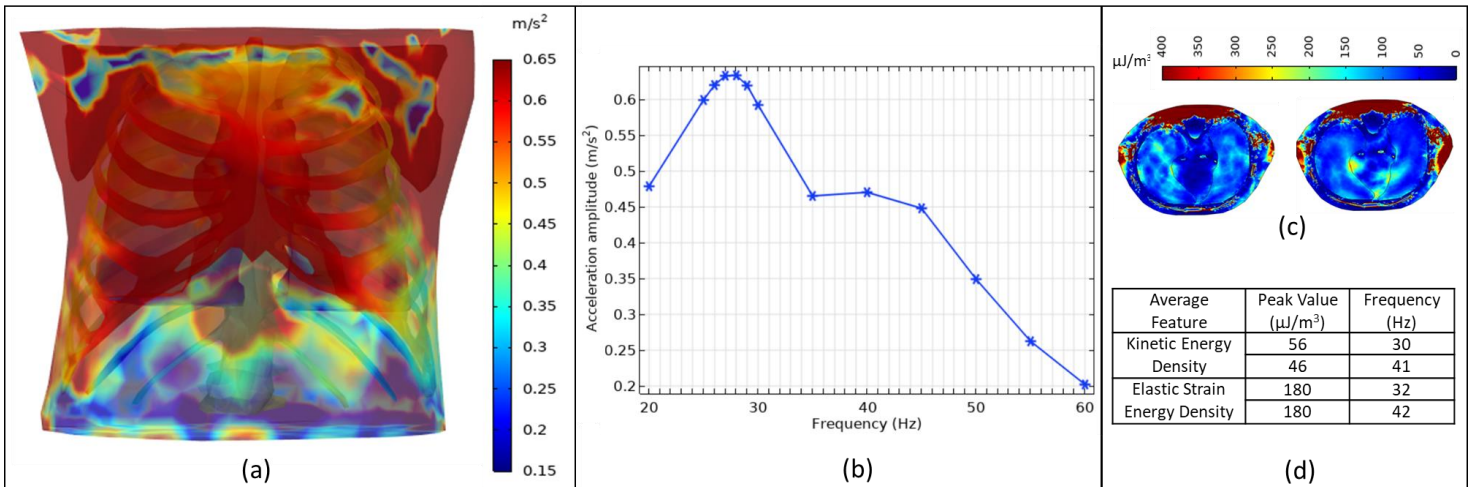 m/s²
0.65
0.6
0.55
0.5
0.45
0.4
0.35
0.3
0.25
0.2
0.15
(a)
Acceleration amplitude (m/s²)
0.6
0.55
0.5
0.45
0.4
0.35
0.3
0.25
0.2
20 30 40 50 60
Frequency (Hz)
(b)
400 350 300 250 200 150 100 50 0
μJ/m³
(c)
Average Feature Peak Value (μJ/m³) Frequency (Hz)
Kinetic Energy Density 56 30
46 41
Elastic Strain Energy Density 180 32
180 42
(d)